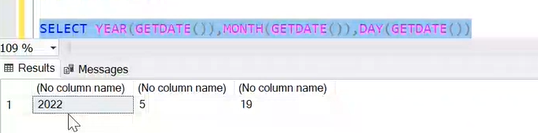 SELECT YEAR(GETDATE()),MONTH(GETDATE()),DAY(GETDATE())
109 %
Results Messages
(No column name) (No column name) (No column name)
1 2022 5 19